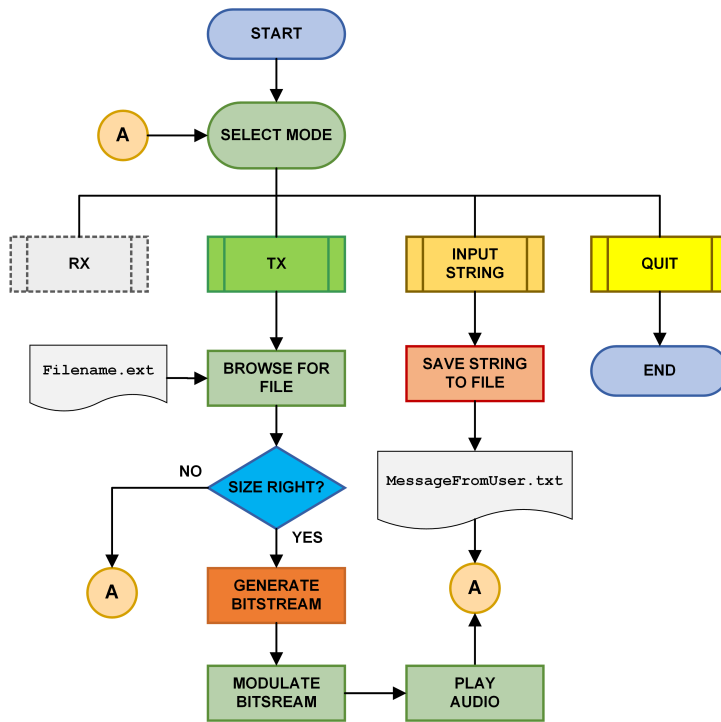 START
A
SELECT MODE
RX
TX
INPUT
STRING
QUIT
Filename.ext
BROWSE FOR
FILE
SAVE STRING
TO FILE
END
NO
SIZE RIGHT?
MessageFromUser.txt
YES
A
GENERATE
BITSTREAM
A
MODULATE
BITSREAM
PLAY
AUDIO